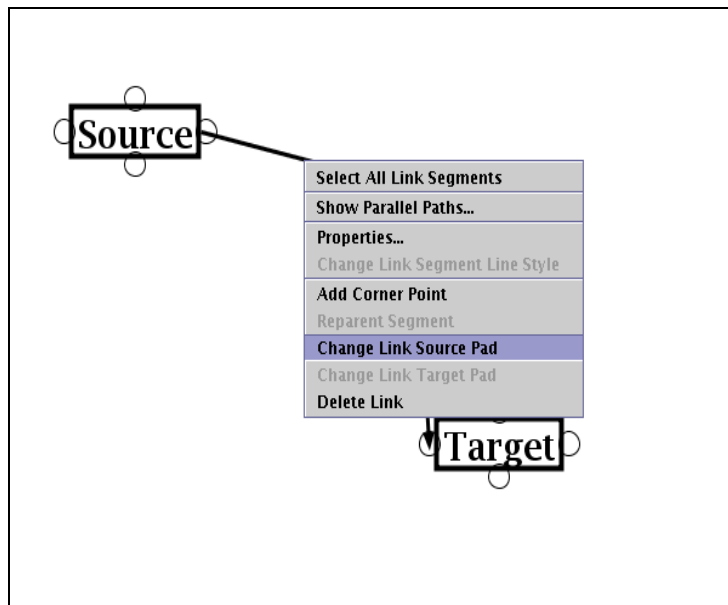 Source
Select All Link Segments
Show Parallel Paths...
Properties...
Change Link Segment Line Style
Add Corner Point
Reparent Segment
Change Link Source Pad
Change Link Target Pad
Delete Link
Target